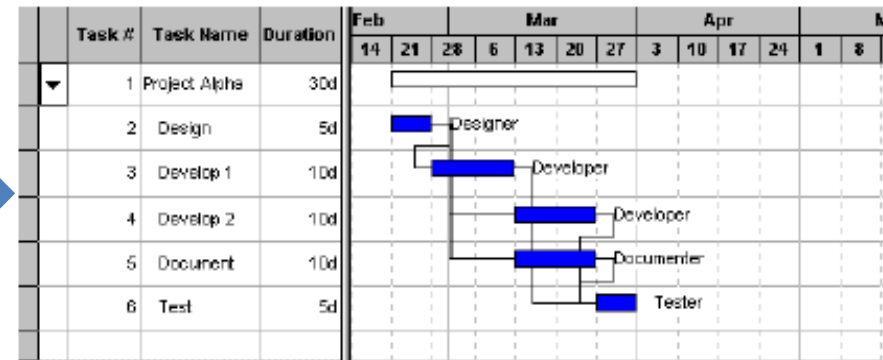 Feb Mar Apr
Task # Task Name Duration
14 21 28 6 13 20 27 3 10 17 24 1 8
1 Project Alpha 30d
2 Design 5d Designer
3 Develop 1 10d Developer
4 Develop 2 10d Developer
5 Document 10d Documenter
6 Test 5d Tester